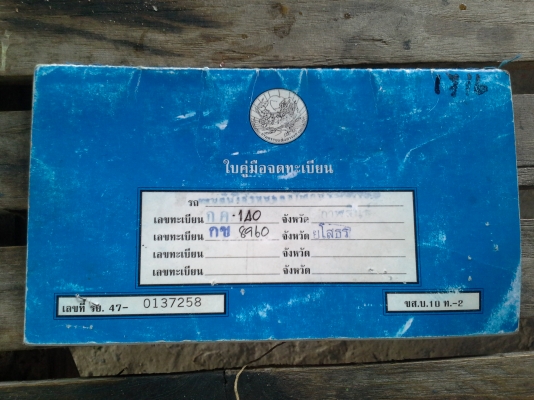 1316
ใบคู่มือจดทะเบียน
รถ
เลขทะเบียน ก ค - 140 จังหวัด
เลขทะเบียน กข 8960 จังหวัด ยโสธร
เลขทะเบียน จังหวัด
เลขทะเบียน จังหวัด
เลขที่ รย. 47- 0137258
ขส.บ.10 ท.-2